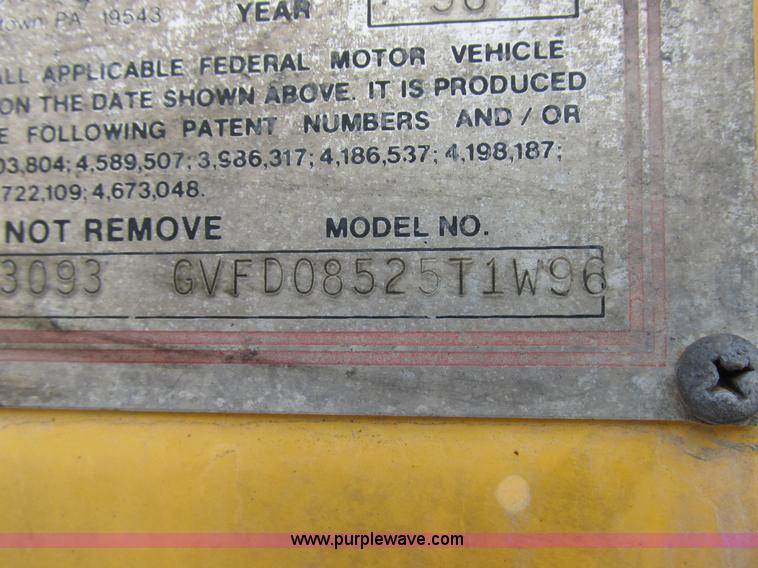 town PA 19543 YEAR 96
ALL APPLICABLE FEDERAL MOTOR VEHICLE
ON THE DATE SHOWN ABOVE. IT IS PRODUCED
E FOLLOWING PATENT NUMBERS AND/OR
03,804; 4,589,507; 3,986,317; 4,186,537; 4,198,187;
722,109; 4,673,048.
NOT REMOVE MODEL NO.
3093 GVFD08525T1W96
www.purplewave.com